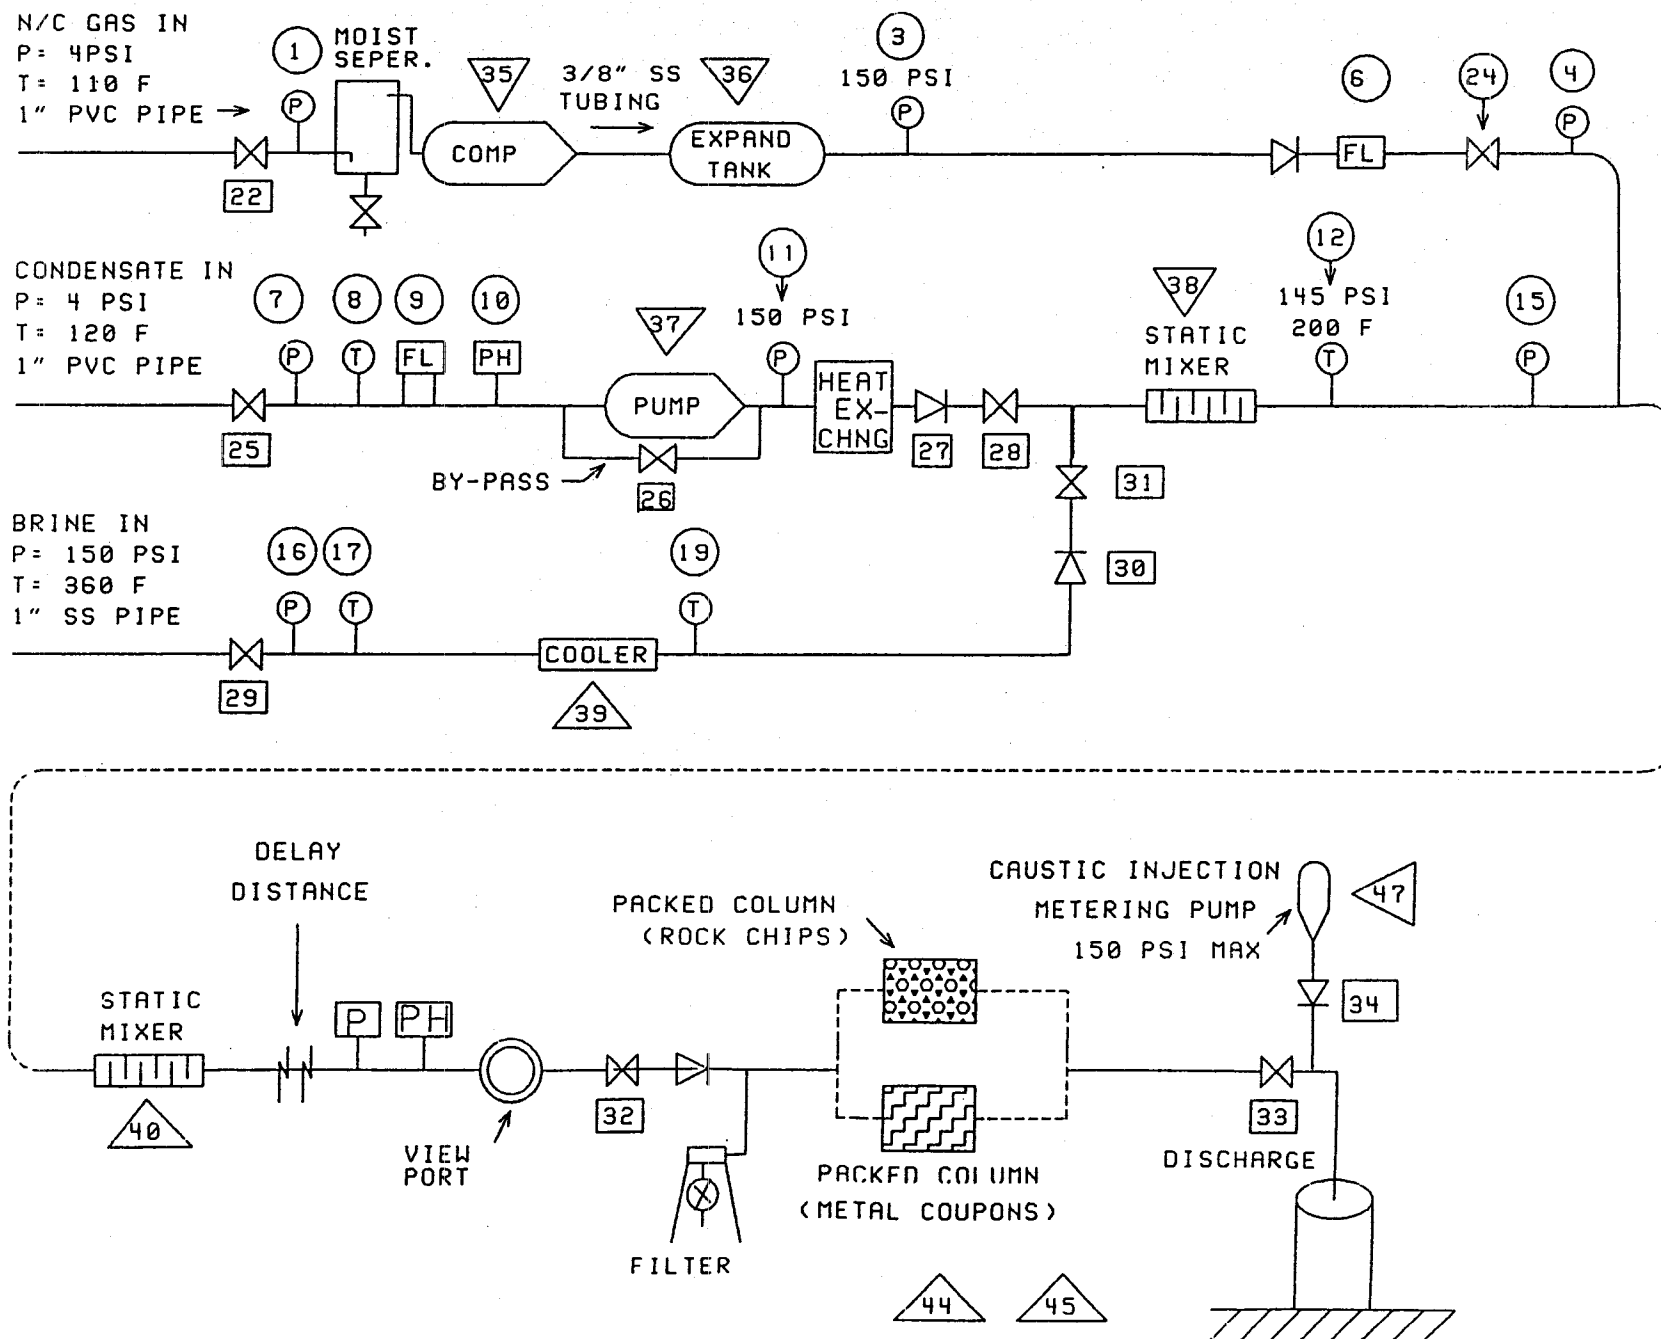 N/C GAS IN
P= 4PSI
T= 110 F
1" PVC PIPE
1
MOIST
SEPER.
P
22
35
COMP
3/8" SS
TUBING
36
EXPAND
TANK
3
150 PSI
P
6
FL
24
4
P
CONDENSATE IN
P= 4 PSI
T= 120 F
1" PVC PIPE
7
8
9
10
P
T
FL
PH
25
37
PUMP
BY-PASS
26
11
150 PSI
P
HEAT
EX-
CHNG
27
28
31
30
38
STATIC
MIXER
12
145 PSI
200 F
T
15
P
BRINE IN
P= 150 PSI
T= 360 F
1" SS PIPE
16
17
P
T
29
COOLER
39
19
T
DELAY
DISTANCE
STATIC
MIXER
40
P
PH
VIEW
PORT
32
FILTER
PACKED COLUMN
(ROCK CHIPS)
PACKED COLUMN
(METAL COUPONS)
44
45
CAUSTIC INJECTION
METERING PUMP
150 PSI MAX
47
34
33
DISCHARGE